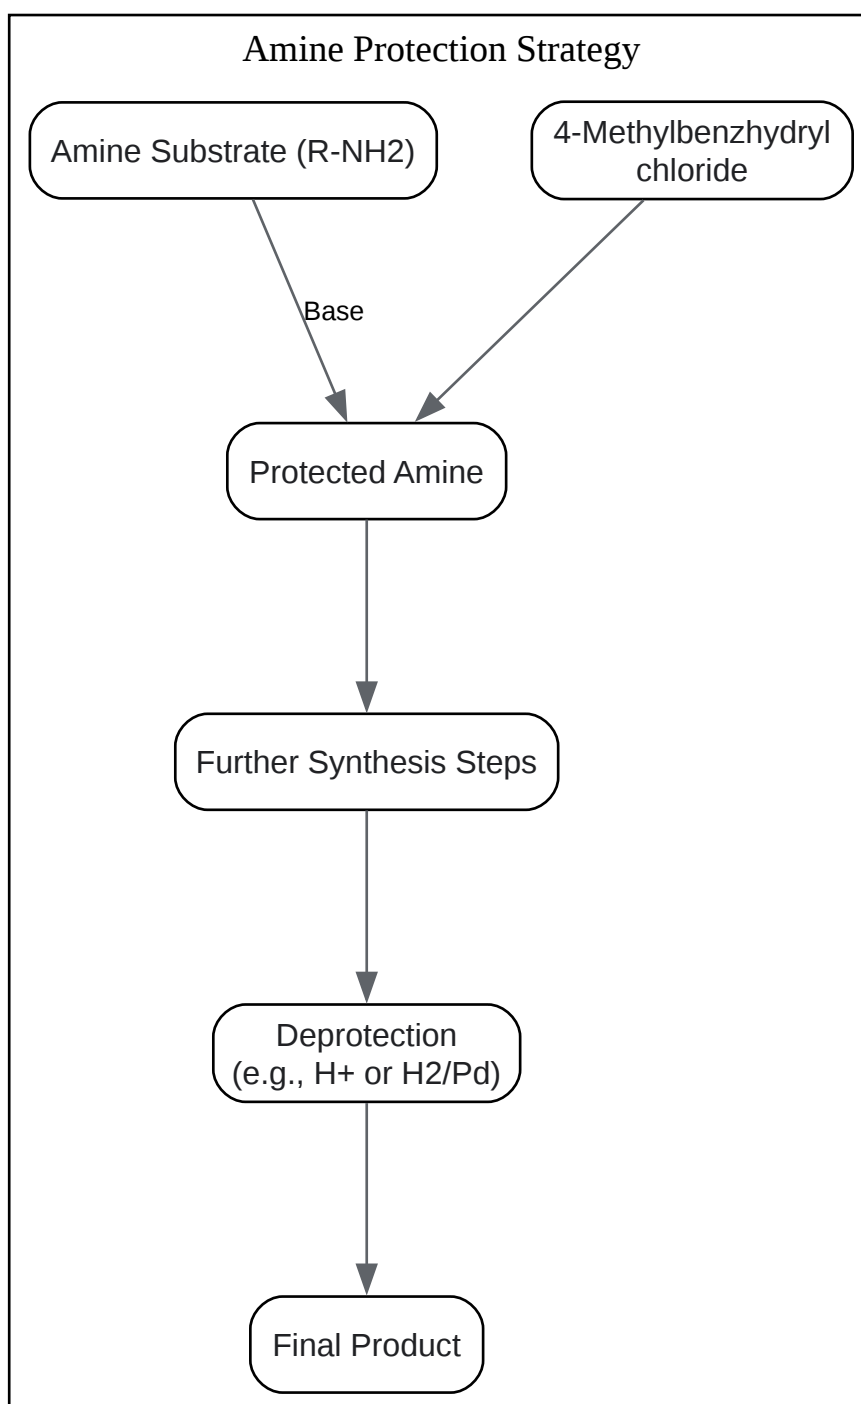 Amine Protection Strategy
Amine Substrate (R-NH2)
4-Methylbenzhydryl
chloride
Base
Protected Amine
Further Synthesis Steps
Deprotection
(e.g., H+ or H2/Pd)
Final Product